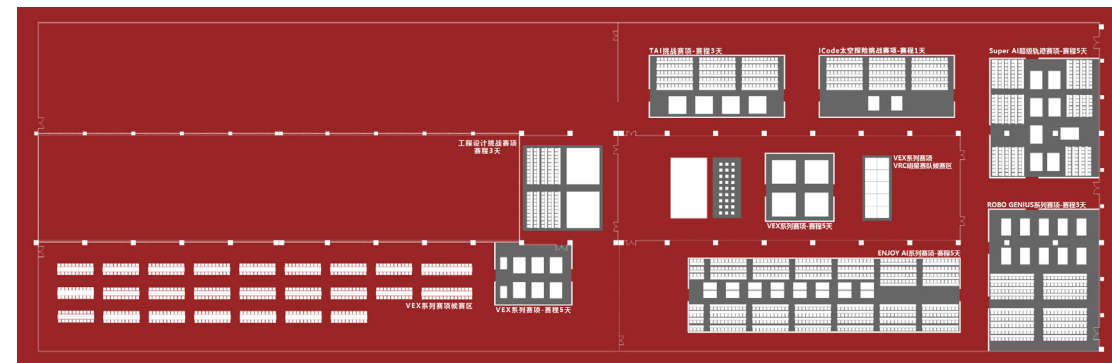 TAI挑战赛项-赛程3天
ICode太空探险挑战赛项-赛程1天
Super AI超级轨迹赛项-赛程5天
工程设计挑战赛项
赛程3天
VEX系列赛项
VRC明星赛队候赛区
VEX系列赛项-赛程5天
ROBO GENIUS系列赛项-赛程3天
ENJOY AI系列赛项-赛程5天
VEX系列赛项候赛区
VEX系列赛项-赛程5天